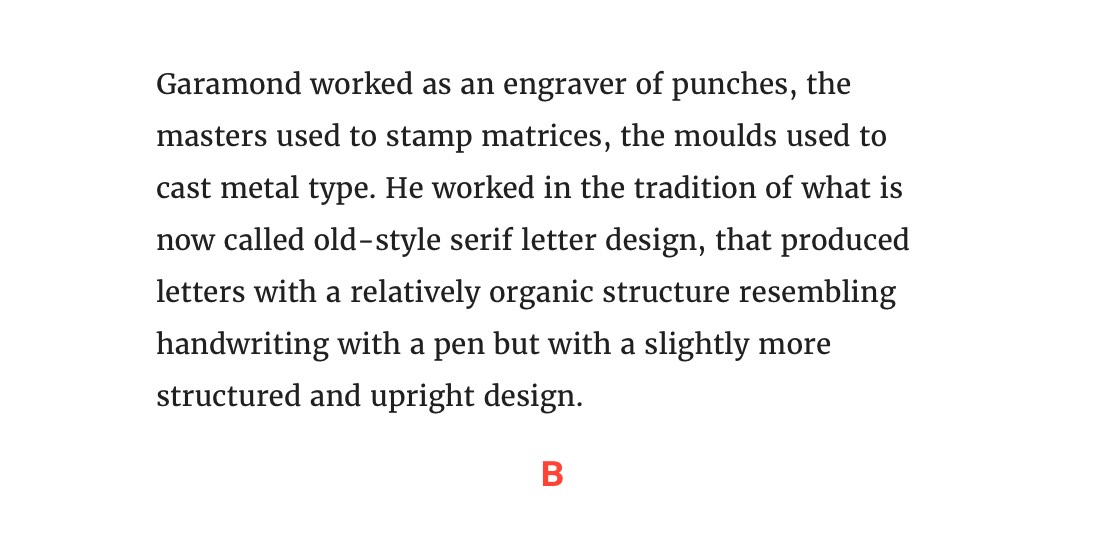 Garamond worked as an engraver of punches, the
masters used to stamp matrices, the moulds used to
cast metal type. He worked in the tradition of what is
now called old-style serif letter design, that produced
letters with a relatively organic structure resembling
handwriting with a pen but with a slightly more
structured and upright design.
B